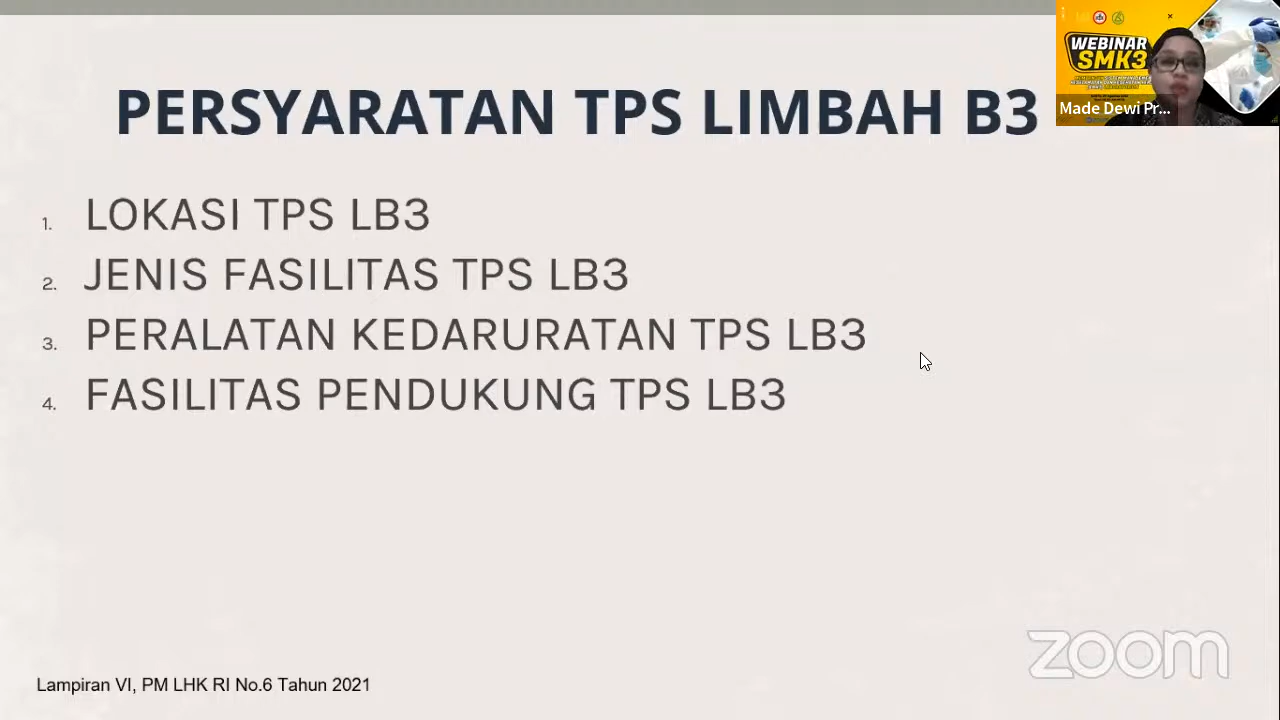 PERSYARATAN TPS LIMBAH B3
WEBINAR
SMK3
Made Dewi Pr...
1. LOKASI TPS LB3
2. JENIS FASILITAS TPS LB3
3. PERALATAN KEDARURATAN TPS LB3
4. FASILITAS PENDUKUNG TPS LB3
zoom
Lampiran VI, PM LHK RI No.6 Tahun 2021